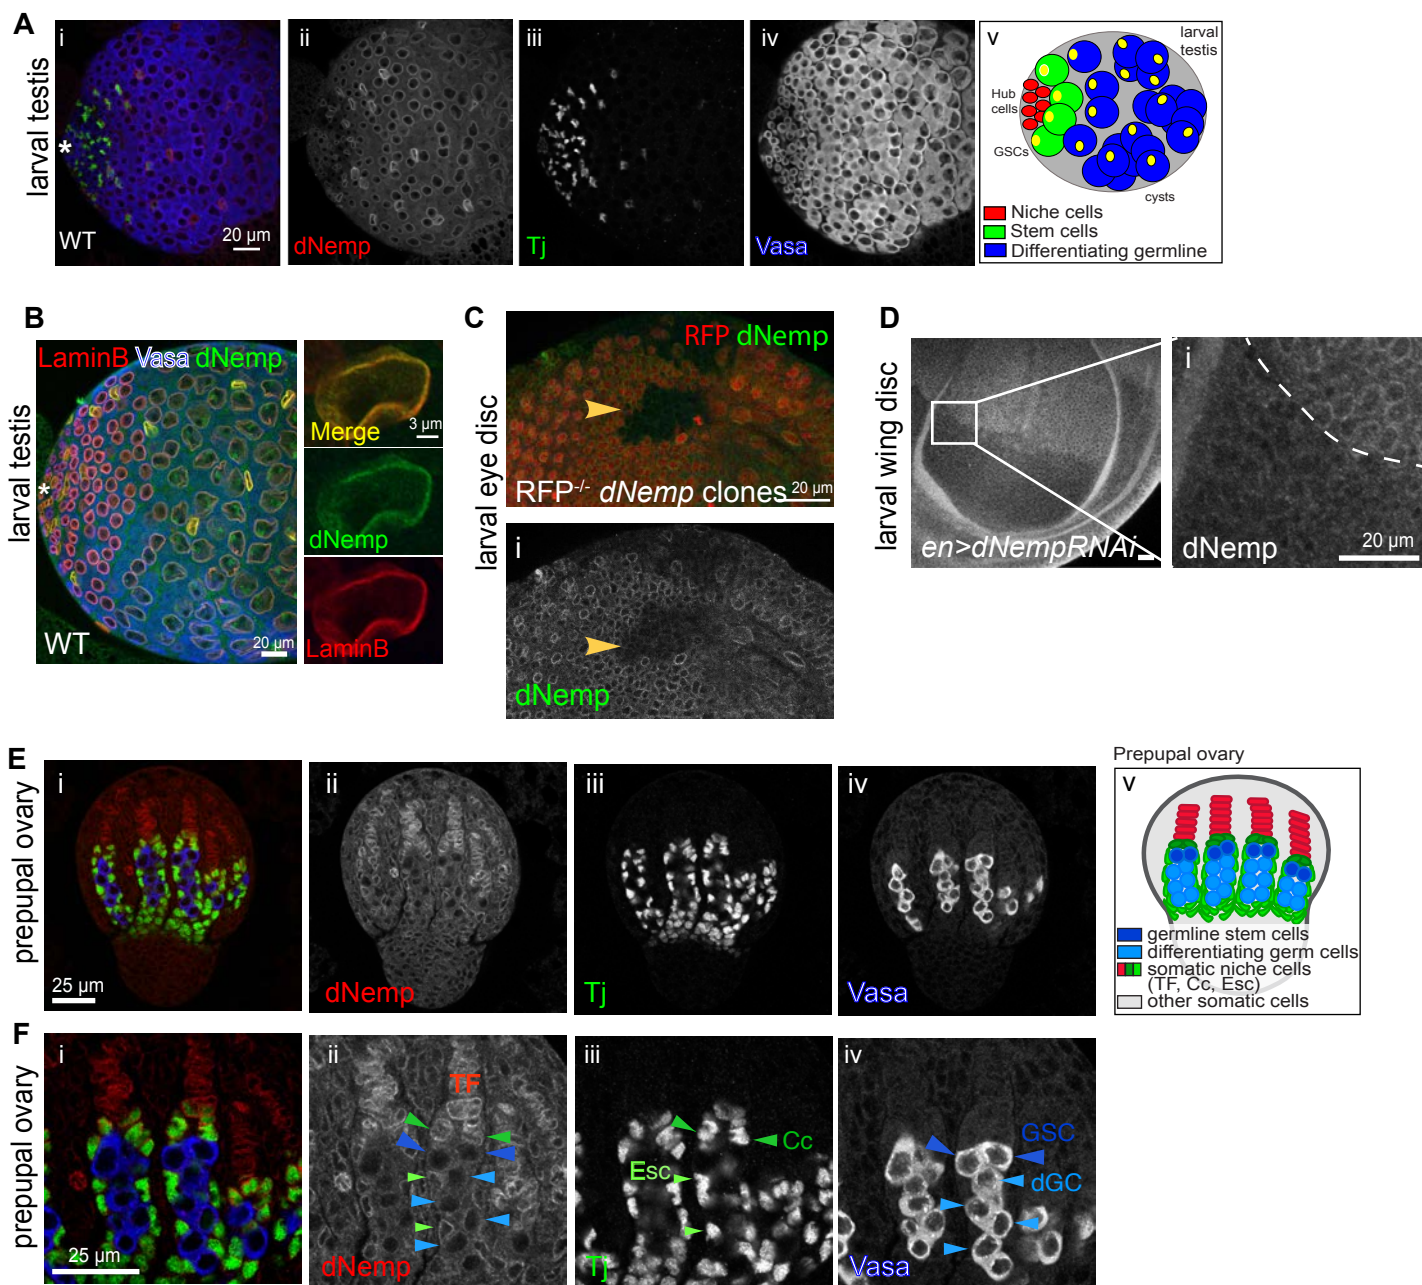 A
larval testis
i
*
WT
20 µm
ii
dNemp
iii
Tj
iv
Vasa
v
larval
testis
Hub
cells
GSCs
cysts
Niche cells
Stem cells
Differentiating germline
B
larval testis
LaminB Vasa dNemp
*
WT
20 µm
Merge
3 µm
dNemp
LaminB
C
larval eye disc
RFP dNemp
RFP-/- dNemp clones
20 µm
i
dNemp
D
larval wing disc
en>dNempRNAi
i
dNemp
20 µm
E
prepupal ovary
i
25 µm
ii
dNemp
iii
Tj
iv
Vasa
Prepupal ovary
v
germline stem cells
differentiating germ cells
somatic niche cells
(TF, Cc, Esc)
other somatic cells
F
prepupal ovary
i
25 µm
ii
TF
dNemp
iii
Cc
Esc
Tj
iv
GSC
dGC
Vasa